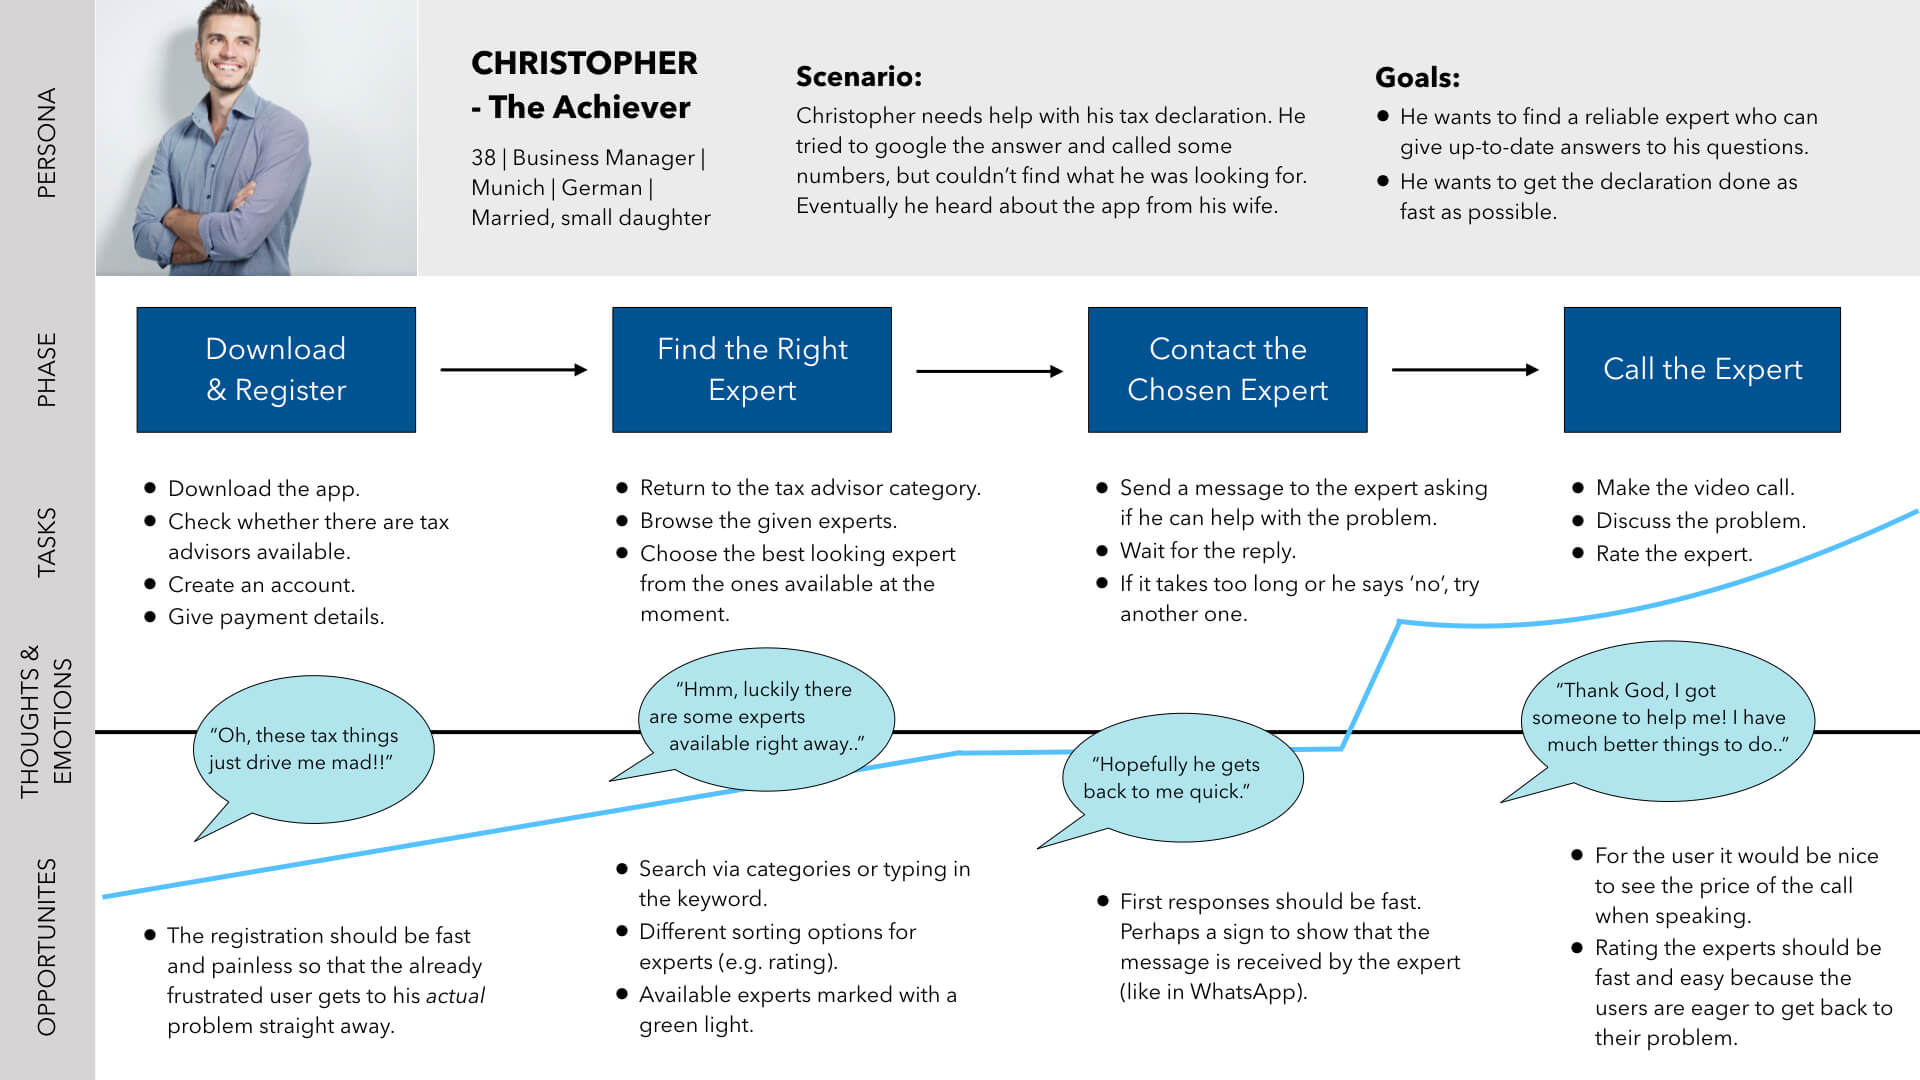 PERSONA
CHRISTOPHER
- The Achiever
38 | Business Manager |
Munich | German |
Married, small daughter
Scenario:
Christopher needs help with his tax declaration. He
tried to google the answer and called some
numbers, but couldn’t find what he was looking for.
Eventually he heard about the app from his wife.
Goals:
● He wants to find a reliable expert who can
give up-to-date answers to his questions.
● He wants to get the declaration done as
fast as possible.
PHASE
Download
& Register
Find the Right
Expert
Contact the
Chosen Expert
Call the Expert
TASKS
● Download the app.
● Check whether there are tax
advisors available.
● Create an account.
● Give payment details.
● Return to the tax advisor category.
● Browse the given experts.
● Choose the best looking expert
from the ones available at the
moment.
● Send a message to the expert asking
if he can help with the problem.
● Wait for the reply.
● If it takes too long or he says ‘no’, try
another one.
● Make the video call.
● Discuss the problem.
● Rate the expert.
THOUGHTS &
EMOTIONS
“Oh, these tax things
just drive me mad!!”
“Hmm, luckily there
are some experts
available right away..”
“Hopefully he gets
back to me quick.”
“Thank God, I got
someone to help me! I have
much better things to do..”
OPPORTUNITES
● The registration should be fast
and painless so that the already
frustrated user gets to his actual
problem straight away.
● Search via categories or typing in
the keyword.
● Different sorting options for
experts (e.g. rating).
● Available experts marked with a
green light.
● First responses should be fast.
Perhaps a sign to show that the
message is received by the expert
(like in WhatsApp).
● For the user it would be nice
to see the price of the call
when speaking.
● Rating the experts should be
fast and easy because the
users are eager to get back to
their problem.